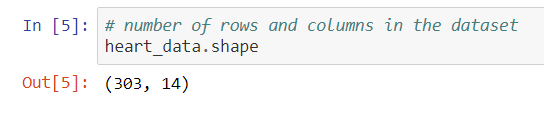 In [5]: # number of rows and columns in the dataset
heart_data.shape
Out[5]: (303, 14)